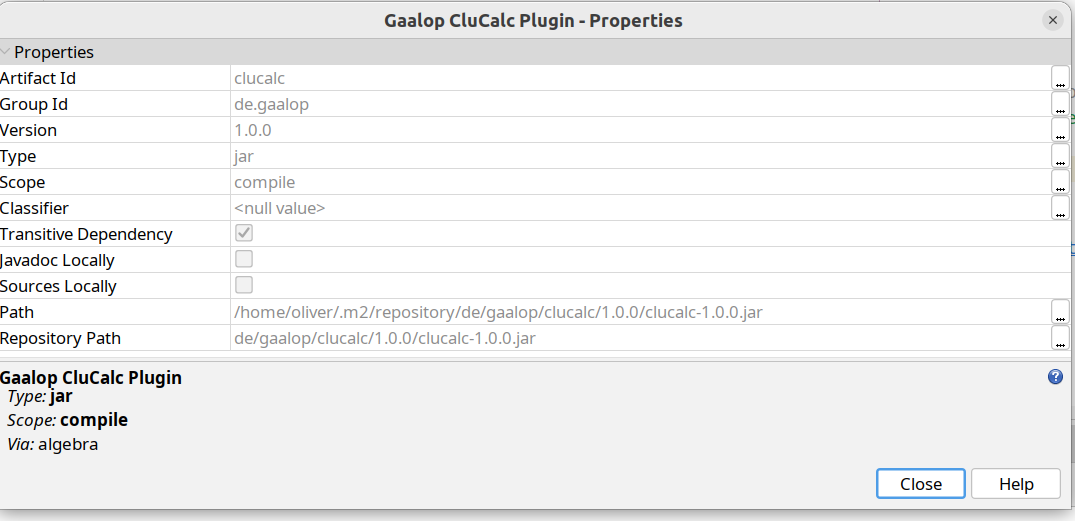 Gaalop CluCalc Plugin - Properties
Properties
Artifact Id clucalc ...
Group Id de.gaalop ...
Version 1.0.0 ...
Type jar ...
Scope compile ...
Classifier <null value> ...
Transitive Dependency
Javadoc Locally
Sources Locally
Path /home/oliver/.m2/repository/de/gaalop/clucalc/1.0.0/clucalc-1.0.0.jar ...
Repository Path de/gaalop/clucalc/1.0.0/clucalc-1.0.0.jar ...
Gaalop CluCalc Plugin ?
Type: jar
Scope: compile
Via: algebra
Close Help